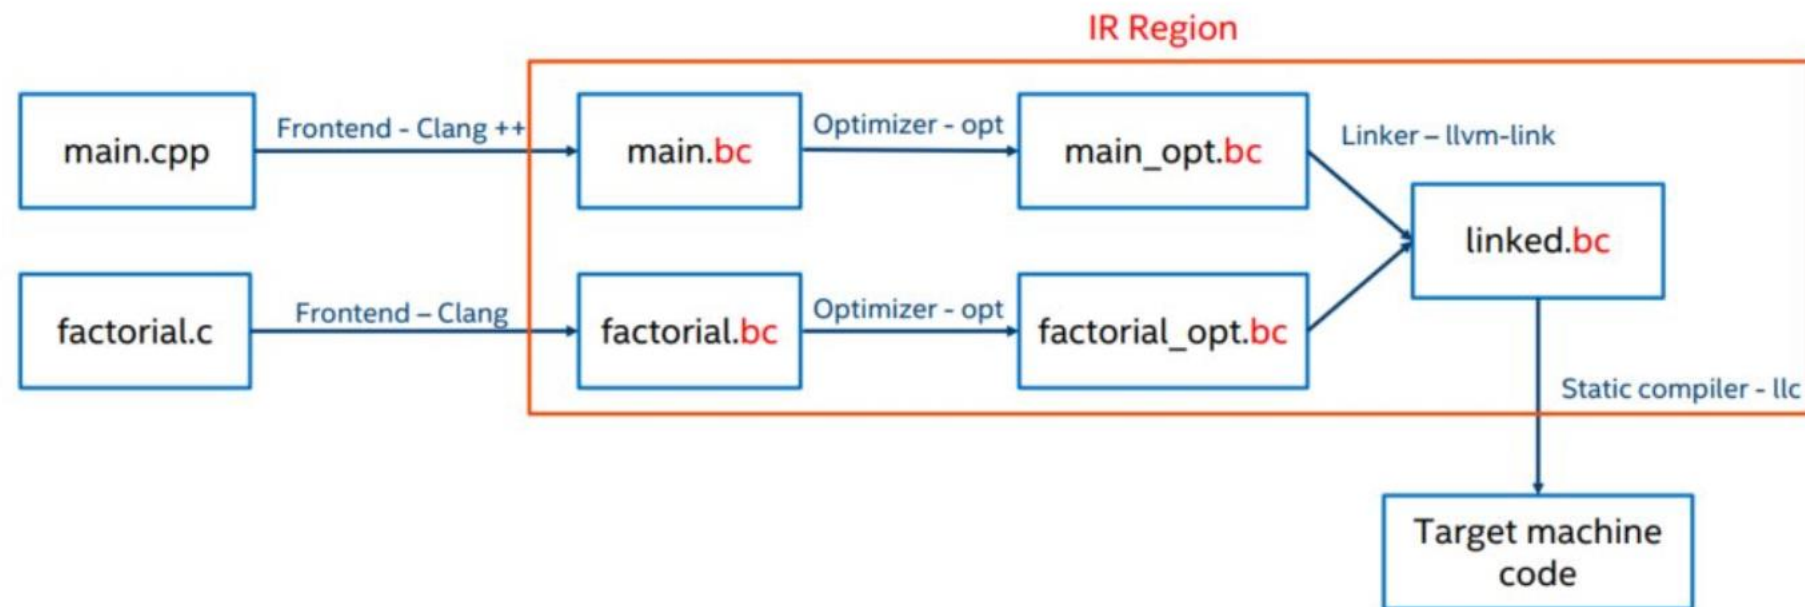 IR Region
main.cpp
Frontend - Clang ++
main.bc
Optimizer - opt
main_opt.bc
Linker – llvm-link
linked.bc
factorial.c
Frontend – Clang
factorial.bc
Optimizer - opt
factorial_opt.bc
Static compiler - llc
Target machine
code